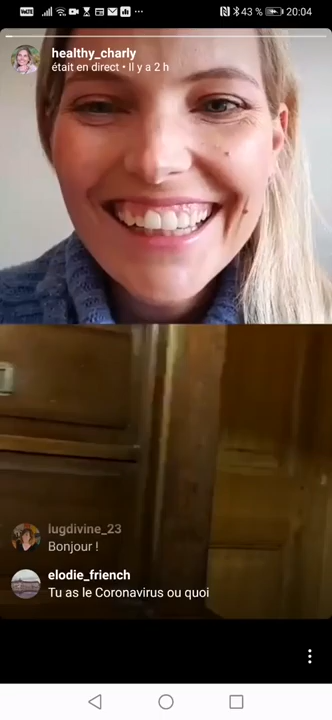 43 % 20:04
healthy_charly
était en direct • Il y a 2 h
lugdivine_23
Bonjour !
elodie_friench
Tu as le Coronavirus ou quoi